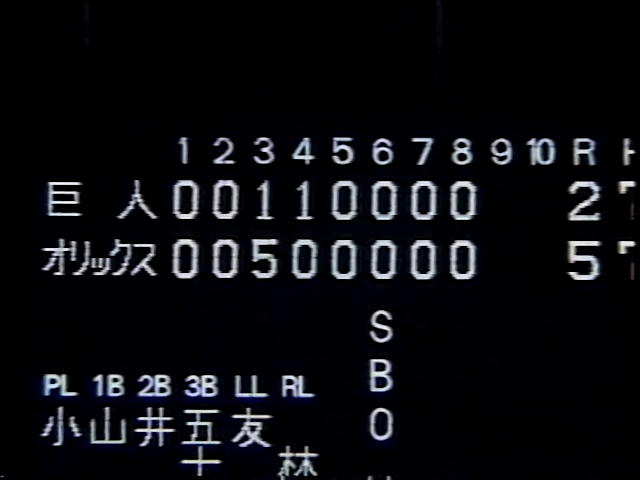 1 2 3 4 5 6 7 8 9 10 R H
巨人 0 0 1 1 0 0 0 0 2 7
オリックス 0 0 5 0 0 0 0 0 5 7
S
PL 1B 2B 3B LL RL B
小 山 井 五十 友 林 O